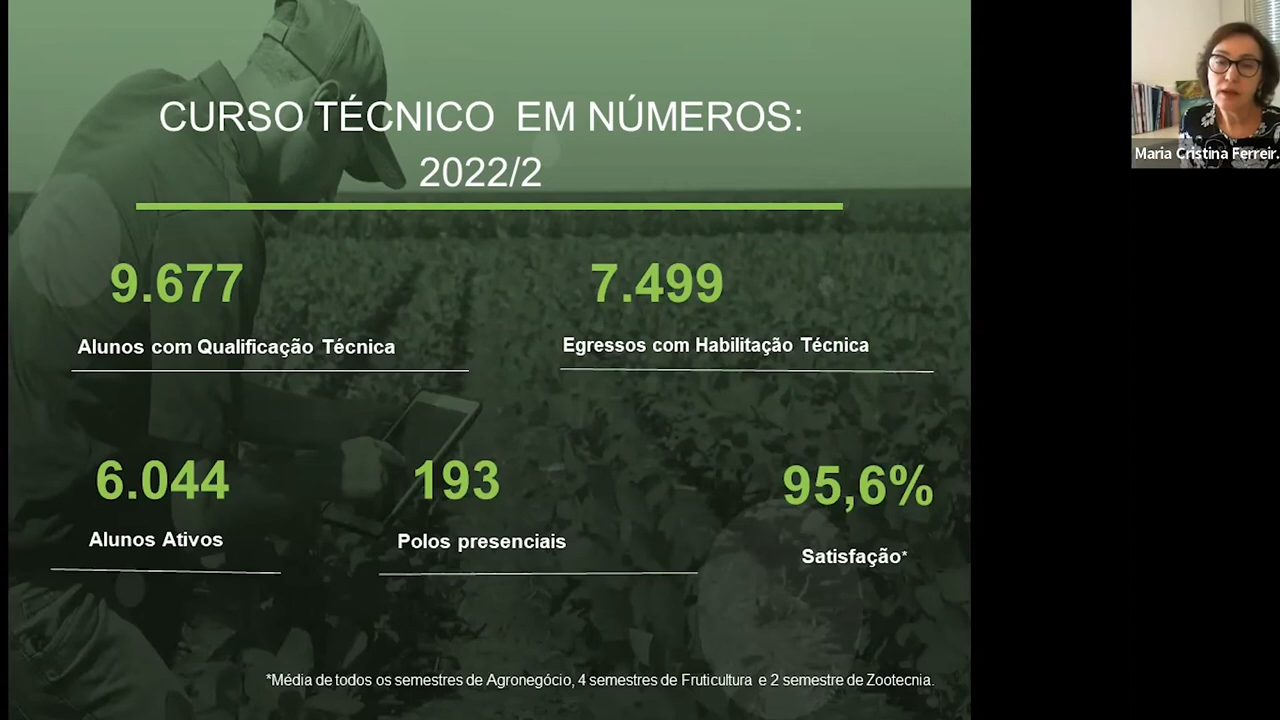 CURSO TÉCNICO EM NÚMEROS:
2022/2
9.677
Alunos com Qualificação Técnica
7.499
Egressos com Habilitação Técnica
6.044
Alunos Ativos
193
Polos presenciais
95,6%
Satisfação*
*Média de todos os semestres de Agronegócio, 4 semestres de Fruticultura e 2 semestre de Zootecnia.
Maria Cristina Ferreir.